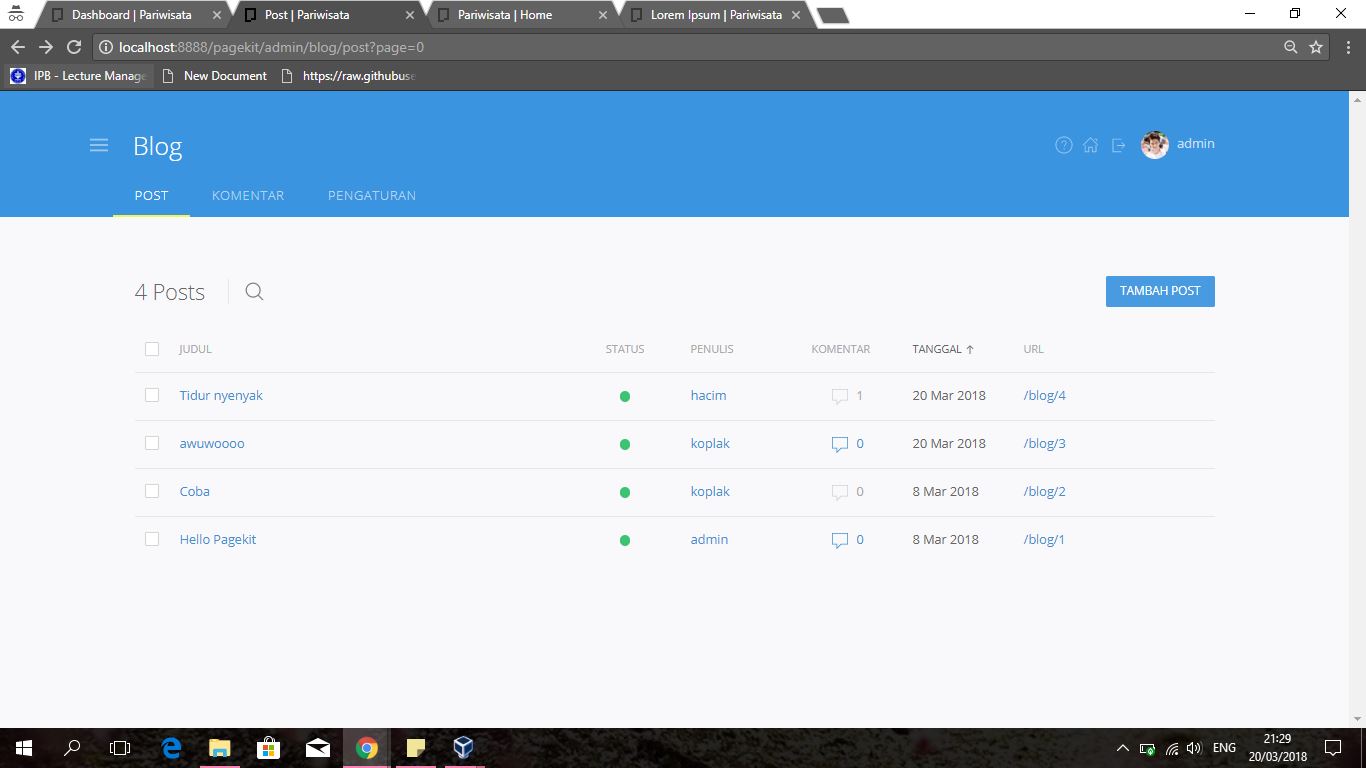 Dashboard | Pariwisata
Post | Pariwisata
Pariwisata | Home
Lorem Ipsum | Pariwisata
localhost:8888/pagekit/admin/blog/post?page=0
IPB - Lecture Manage
New Document
https://raw.githubuse
Blog
admin
POST KOMENTAR PENGATURAN
4 Posts
TAMBAH POST
JUDUL STATUS PENULIS KOMENTAR TANGGAL URL
Tidur nyenyak hacim 1 20 Mar 2018 /blog/4
awuwoooo koplak 0 20 Mar 2018 /blog/3
Coba koplak 0 8 Mar 2018 /blog/2
Hello Pagekit admin 0 8 Mar 2018 /blog/1
ENG
21:29
20/03/2018